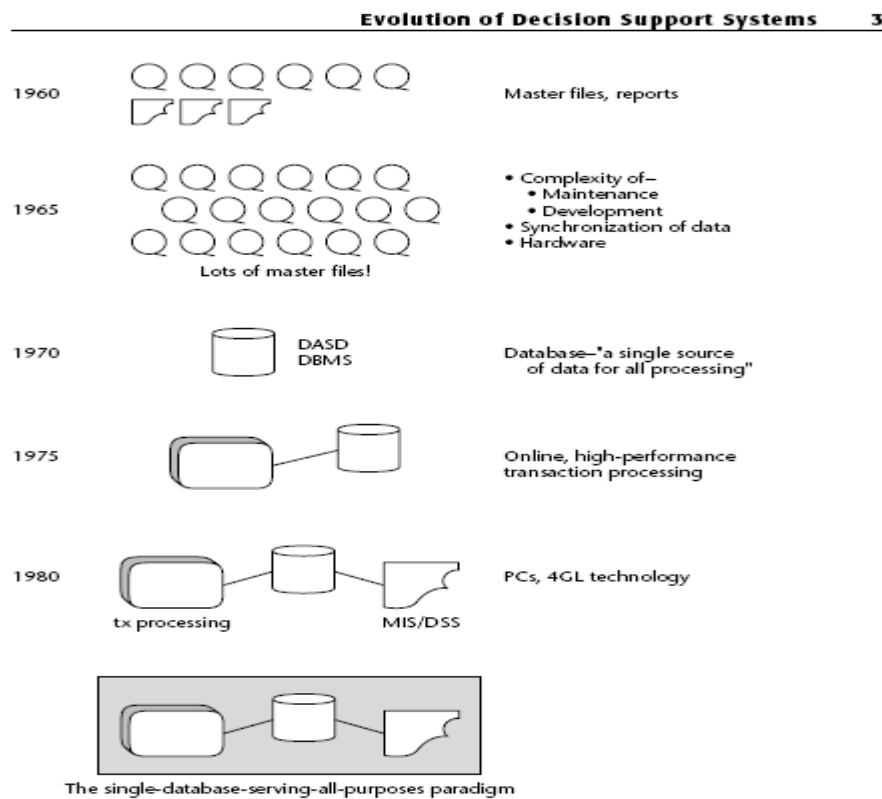 Evolution of Decision Support Systems 3
1960
Master files, reports
1965
Lots of master files!
• Complexity of–
• Maintenance
• Development
• Synchronization of data
• Hardware
1970
DASD
DBMS
Database–"a single source
of data for all processing"
1975
Online, high-performance
transaction processing
1980
tx processing
MIS/DSS
PCs, 4GL technology
The single-database-serving-all-purposes paradigm